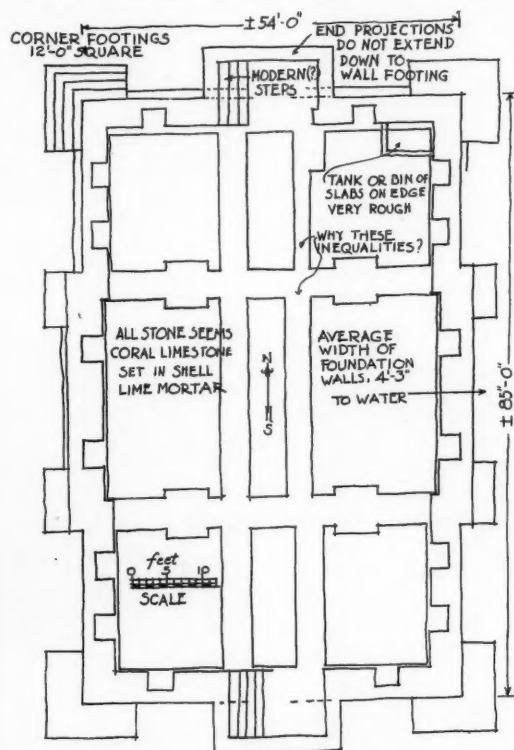 ±54'-0"
CORNER FOOTINGS
12'-0" SQUARE
END PROJECTIONS
DO NOT EXTEND
DOWN TO
WALL FOOTING
MODERN(?)
STEPS
TANK OR BIN OF
SLABS ON EDGE
VERY ROUGH
WHY THESE
INEQUALITIES?
ALL STONE SEEMS
CORAL LIMESTONE
SET IN SHELL
LIME MORTAR
N
S
AVERAGE
WIDTH OF
FOUNDATION
WALLS, 4'-3"
TO WATER
±85'-0"
feet
0 5 10
SCALE